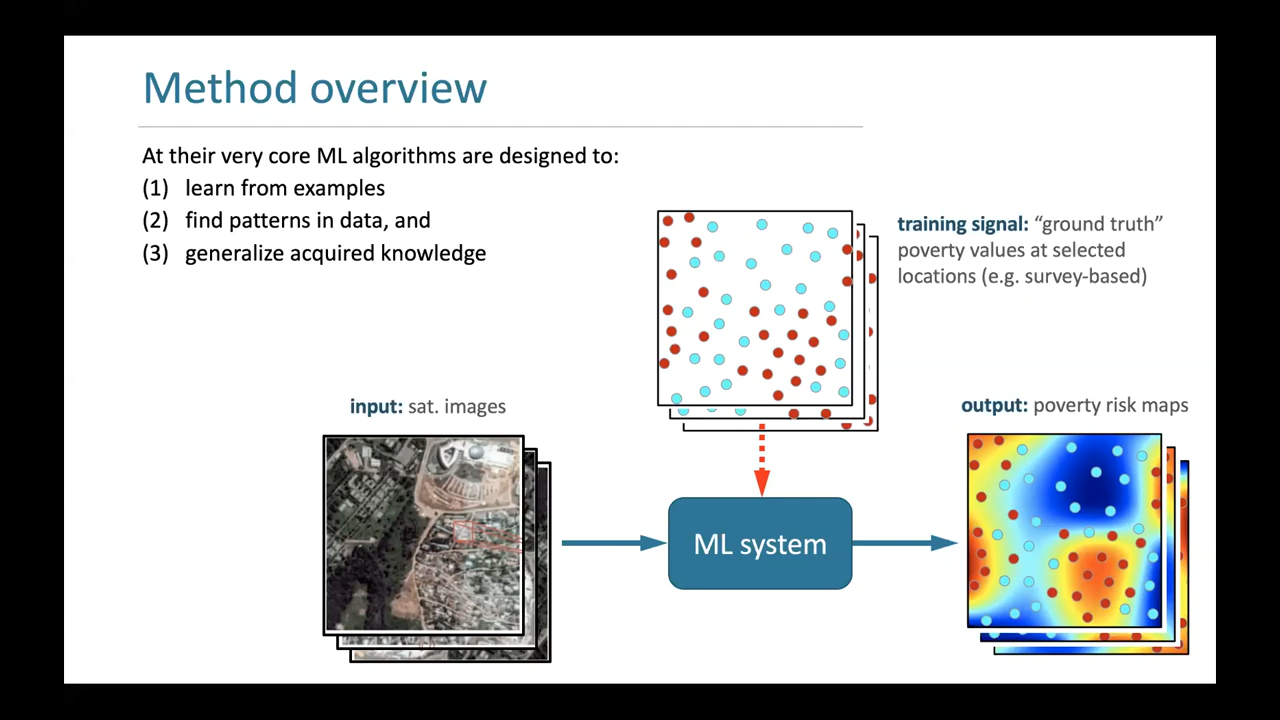 Method overview
At their very core ML algorithms are designed to:
(1) learn from examples
(2) find patterns in data, and
(3) generalize acquired knowledge
training signal: “ground truth”
poverty values at selected
locations (e.g. survey-based)
input: sat. images
output: poverty risk maps
ML system